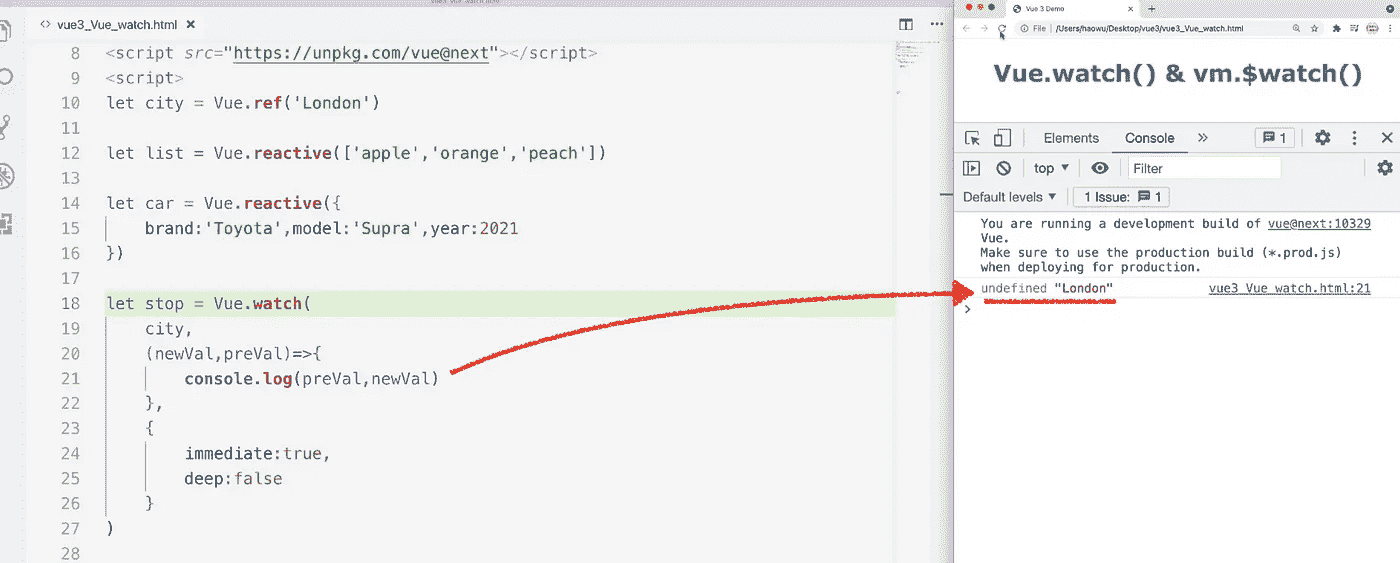 vue3_Vue_watch.html
8 <script src="https://unpkg.com/vue@next"></script>
9 <script>
10 let city = Vue.ref('London')
11
12 let list = Vue.reactive(['apple','orange','peach'])
13
14 let car = Vue.reactive({
15 brand:'Toyota',model:'Supra',year:2021
16 })
17
18 let stop = Vue.watch(
19 city,
20 (newVal,preVal)=>{
21 console.log(preVal,newVal)
22 },
23 {
24 immediate:true,
25 deep:false
26 }
27 )
28
Vue 3 Demo
File | /Users/haowu/Desktop/vue3/vue3_Vue_watch.html
Vue.watch() & vm.$watch()
Elements Console 1
top Filter
Default levels 1 Issue: 1
You are running a development build of vue@next:10329
Vue.
Make sure to use the production build (*.prod.js)
when deploying for production.
undefined "London" vue3_Vue_watch.html:21